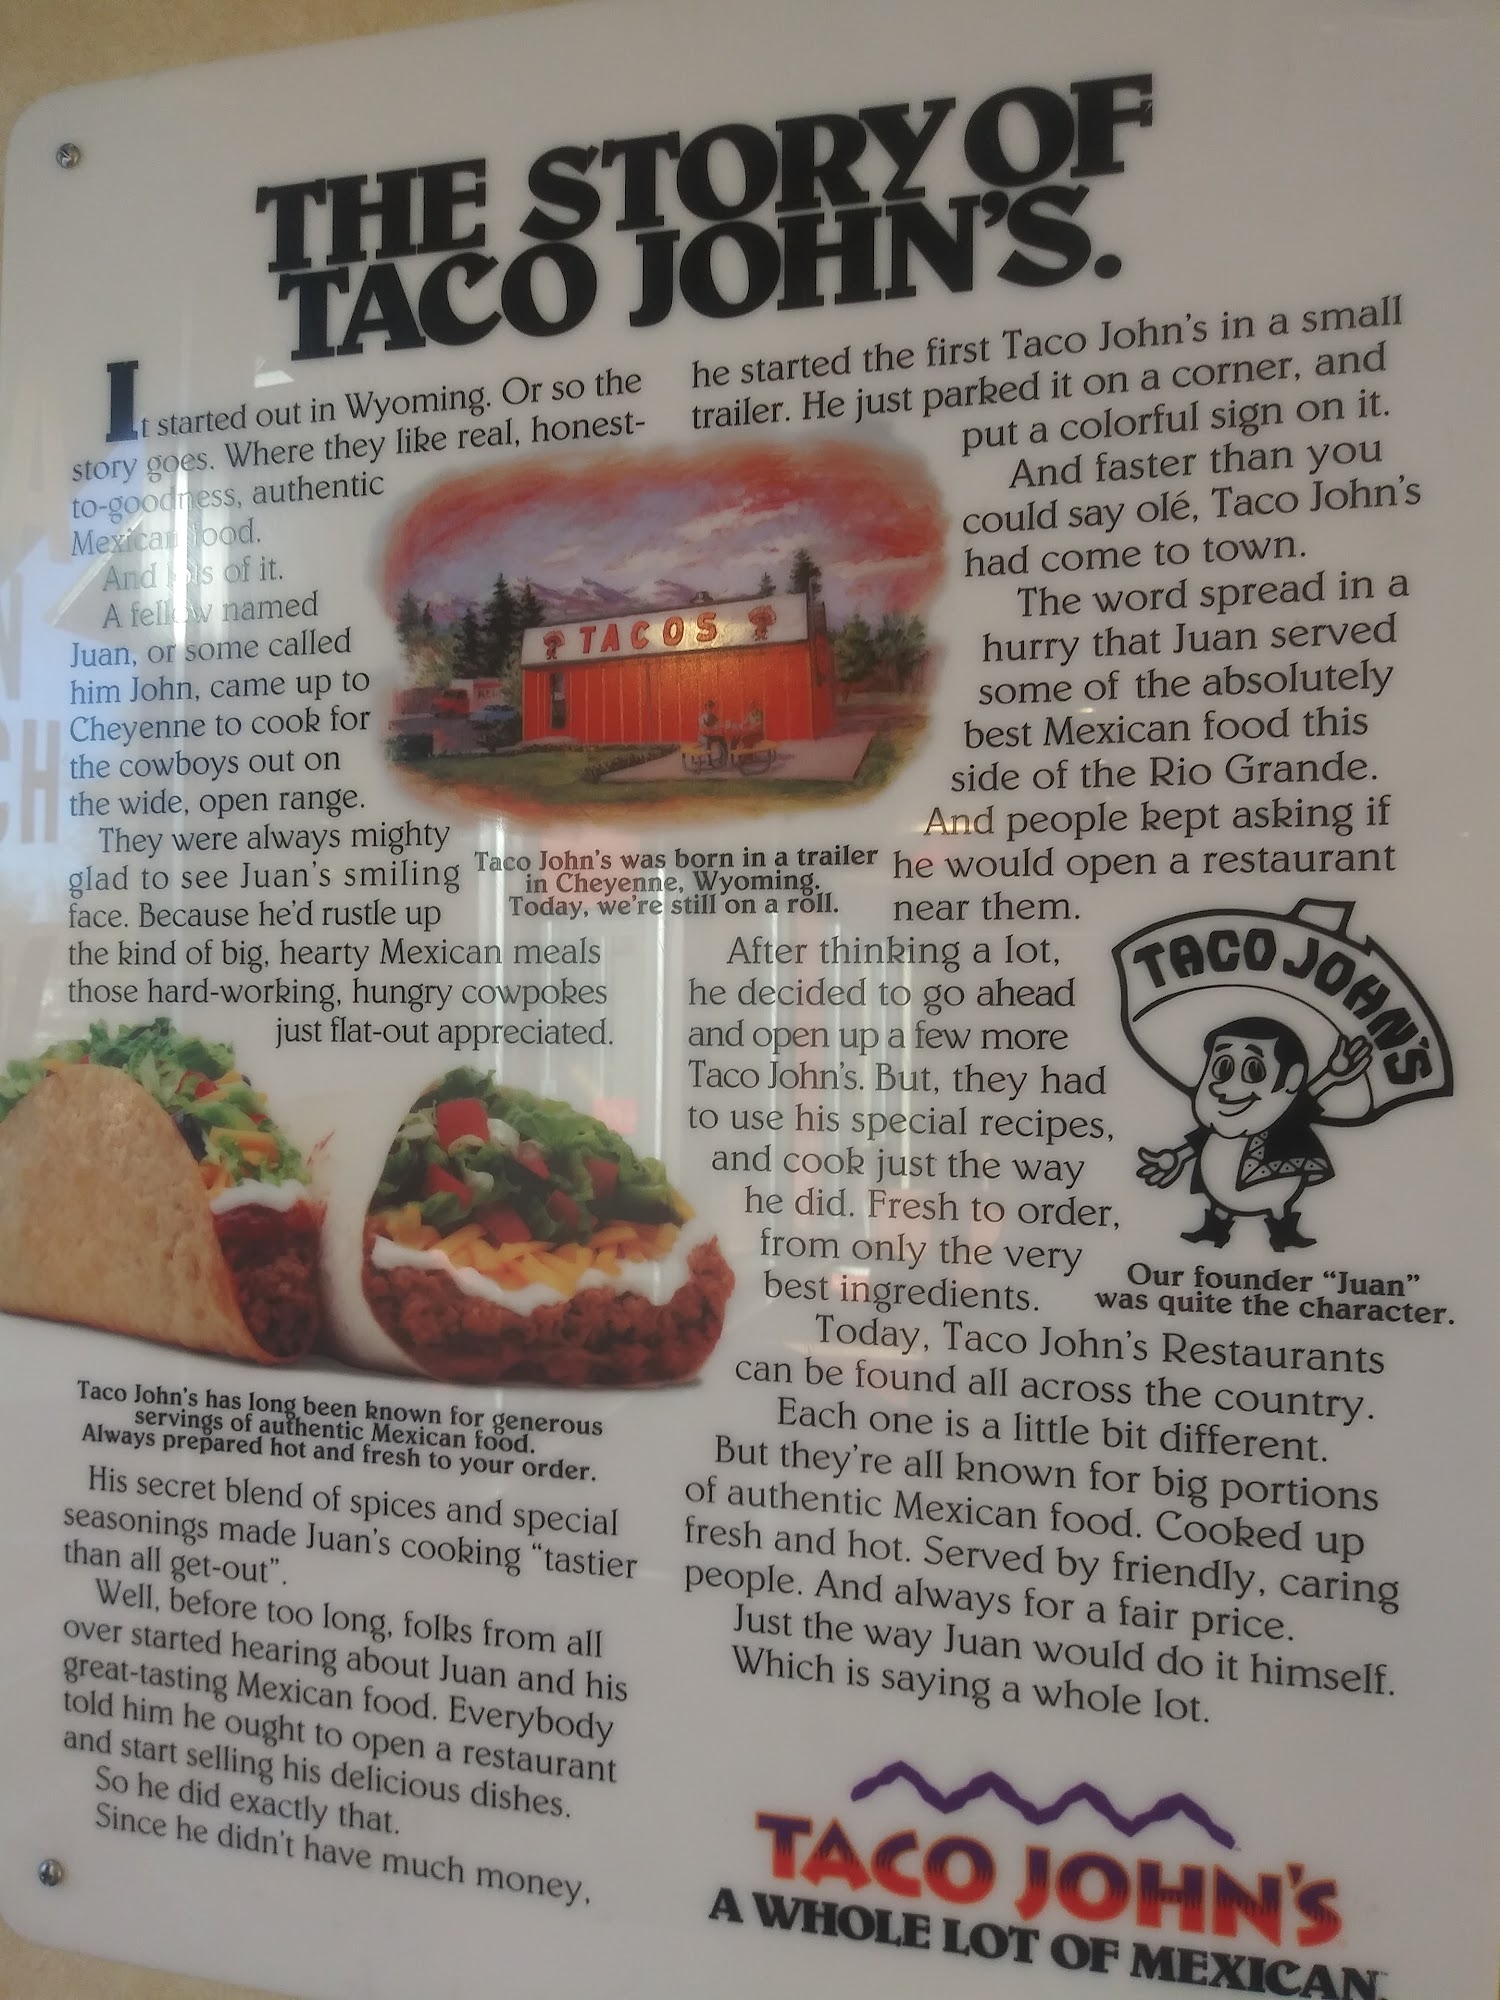 THE STORY OF
TACO JOHN'S.
It started out in Wyoming. Or so the
story goes. Where they like real, honest-
to-goodness, authentic
Mexican food.
And lots of it.
A fellow named
Juan, or some called
him John, came up to
Cheyenne to cook for
the cowboys out on
the wide, open range.
They were always mighty
glad to see Juan's smiling
face. Because he'd rustle up
the kind of big, hearty Mexican meals
those hard-working, hungry cowpokes
just flat-out appreciated.
Taco John's has long been known for generous
servings of authentic Mexican food.
Always prepared hot and fresh to your order.
His secret blend of spices and special
seasonings made Juan's cooking "tastier
than all get-out".
Well, before too long, folks from all
over started hearing about Juan and his
great-tasting Mexican food. Everybody
told him he ought to open a restaurant
and start selling his delicious dishes.
So he did exactly that.
Since he didn't have much money,
TACOS
Taco John's was born in a trailer
in Cheyenne, Wyoming.
Today, we're still on a roll.
he started the first Taco John's in a small
trailer. He just parked it on a corner, and
put a colorful sign on it.
And faster than you
could say olé, Taco John's
had come to town.
The word spread in a
hurry that Juan served
some of the absolutely
best Mexican food this
side of the Rio Grande.
And people kept asking if
he would open a restaurant
near them.
After thinking a lot,
he decided to go ahead
and open up a few more
Taco John's. But, they had
to use his special recipes,
and cook just the way
he did. Fresh to order,
from only the very
best ingredients.
TACO JOHN'S
Our founder "Juan"
was quite the character.
Today, Taco John's Restaurants
can be found all across the country.
Each one is a little bit different.
But they're all known for big portions
of authentic Mexican food. Cooked up
fresh and hot. Served by friendly, caring
people. And always for a fair price.
Just the way Juan would do it himself.
Which is saying a whole lot.
TACO JOHN'S
A WHOLE LOT OF MEXICAN.